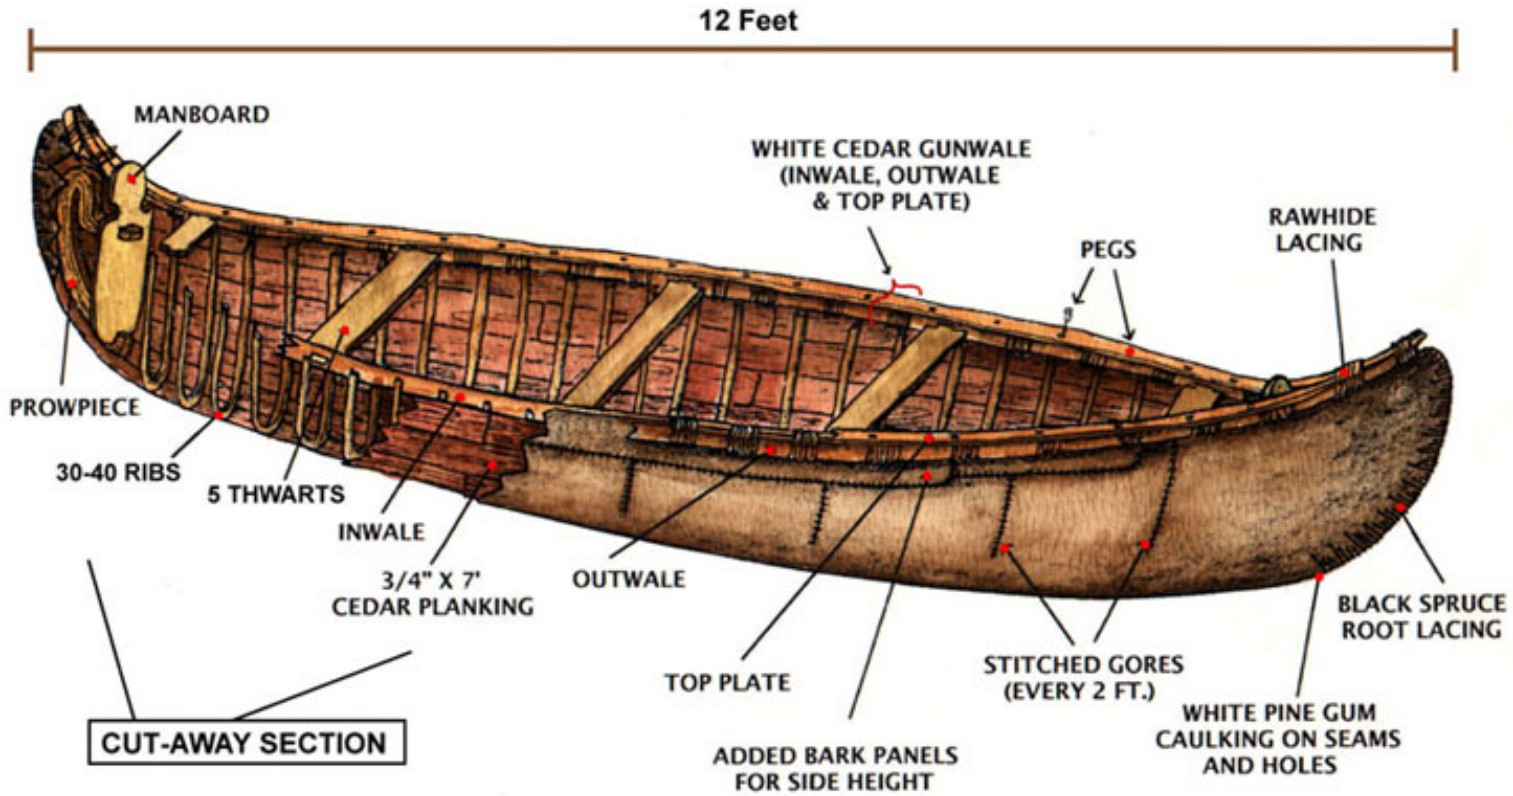 12 Feet
MANBOARD
WHITE CEDAR GUNWALE
(INWALE, OUTWALE
& TOP PLATE)
PEGS
RAWHIDE
LACING
PROWPIECE
30-40 RIBS
5 THWARTS
INWALE
3/4" X 7'
CEDAR PLANKING
OUTWALE
TOP PLATE
ADDED BARK PANELS
FOR SIDE HEIGHT
STITCHED GORES
(EVERY 2 FT.)
BLACK SPRUCE
ROOT LACING
WHITE PINE GUM
CAULKING ON SEAMS
AND HOLES
CUT-AWAY SECTION